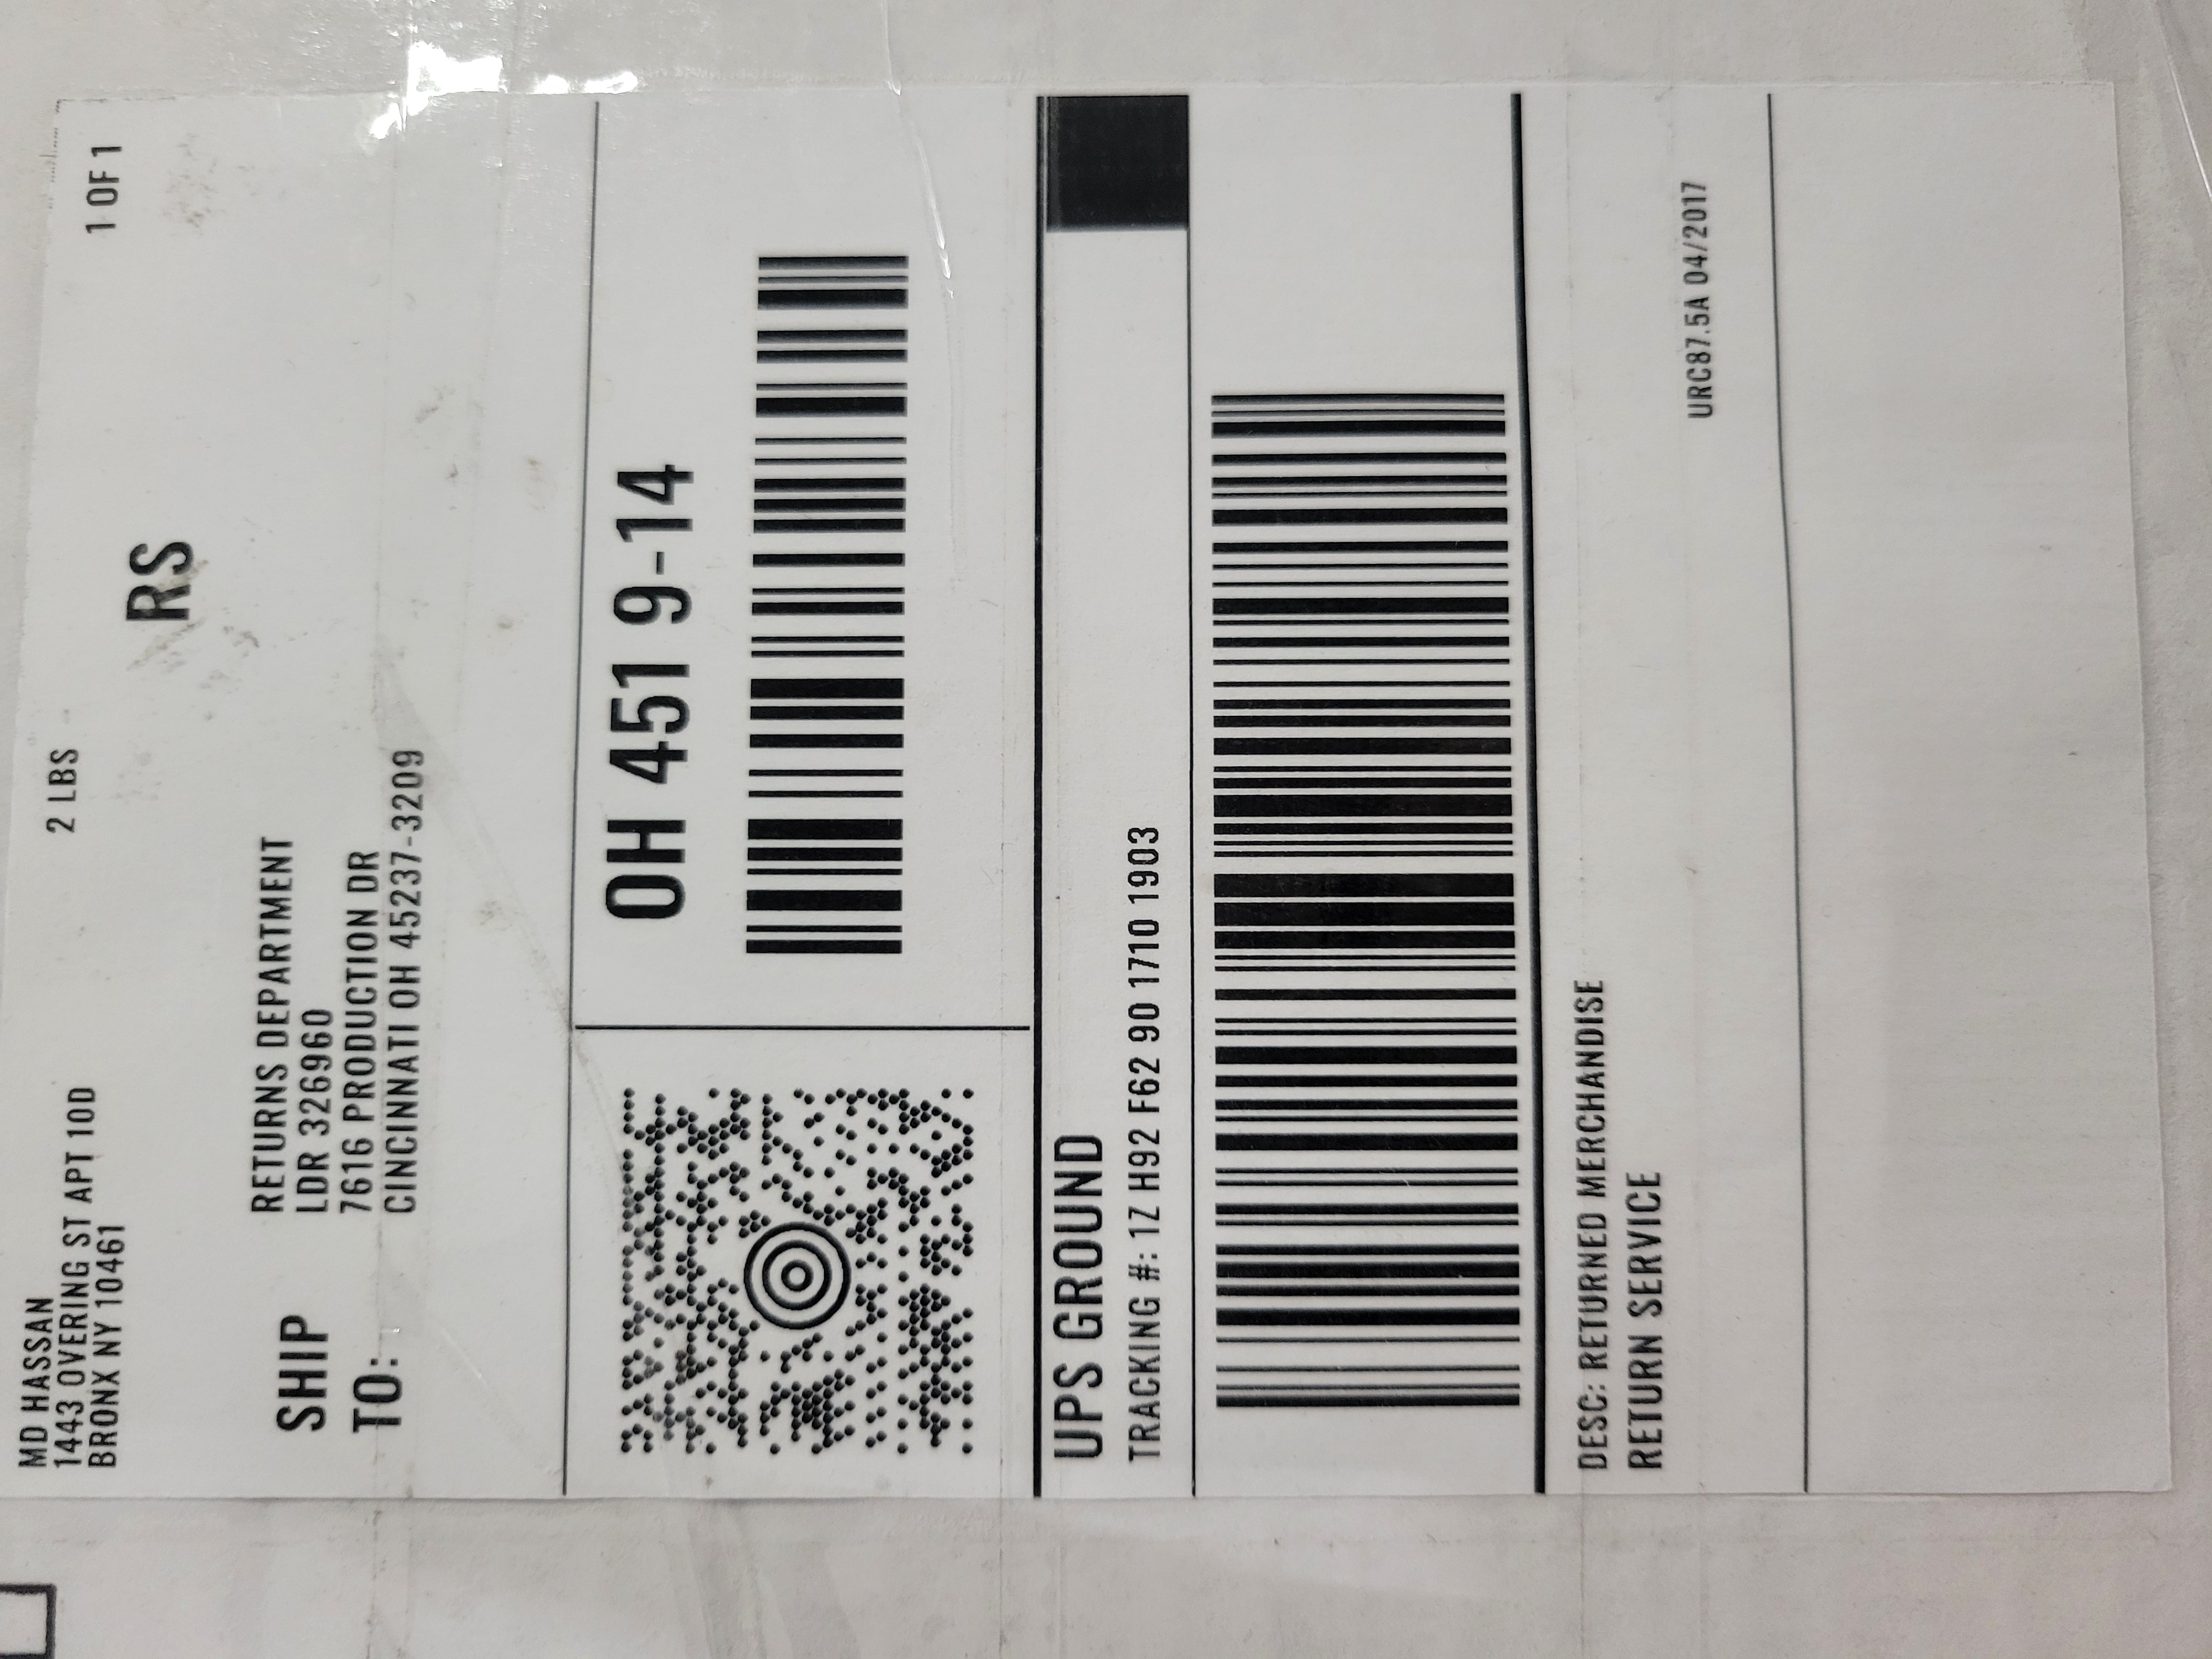 MD HASSAN
1443 OVERING ST APT 10D
BRONX NY 10461
2 LBS
1 OF 1
RS
SHIP
TO:
RETURNS DEPARTMENT
LDR 326960
7616 PRODUCTION DR
CINCINNATI OH 45237-3209
OH 451 9-14
UPS GROUND
TRACKING #: 1Z H92 F62 90 1710 1903
DESC: RETURNED MERCHANDISE
RETURN SERVICE
URC87.5A 04/2017